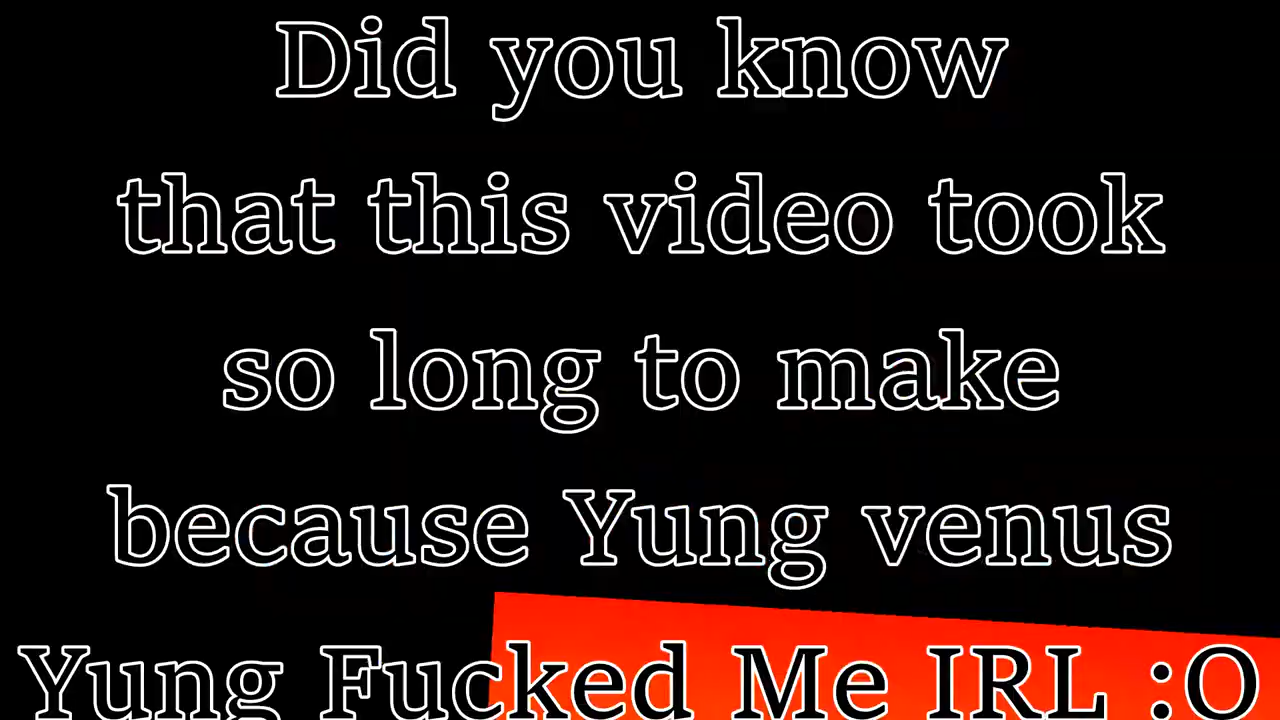 Did you know
that this video took
so long to make
because Yung venus
Yung Fucked Me IRL :O